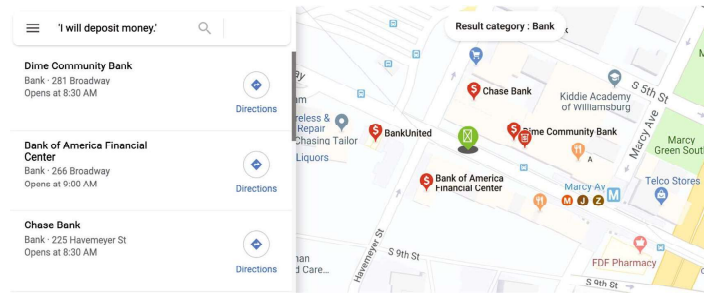 'I will deposit money.'
Dime Community Bank
Bank · 281 Broadway
Opens at 8:30 AM
Directions
Bank of America Financial
Center
Bank · 266 Broadway
Opens at 9:00 AM
Directions
Chase Bank
Bank · 225 Havemeyer St
Opens at 8:30 AM
Directions
Result category : Bank
Chase Bank
Kiddie Academy
of Williamsburg
S 5th St
Marcy Ave
Marcy
Green Sout
reless &
Repair
Chasing Tailor
Liquors
BankUnited
Dime Community Bank
A
Bank of America
Financial Center
Marcy Av
M
M J Z
Telco Stores
Havemeyer St
S 9th St
FDF Pharmacy
nan
d Care...
S 9th St